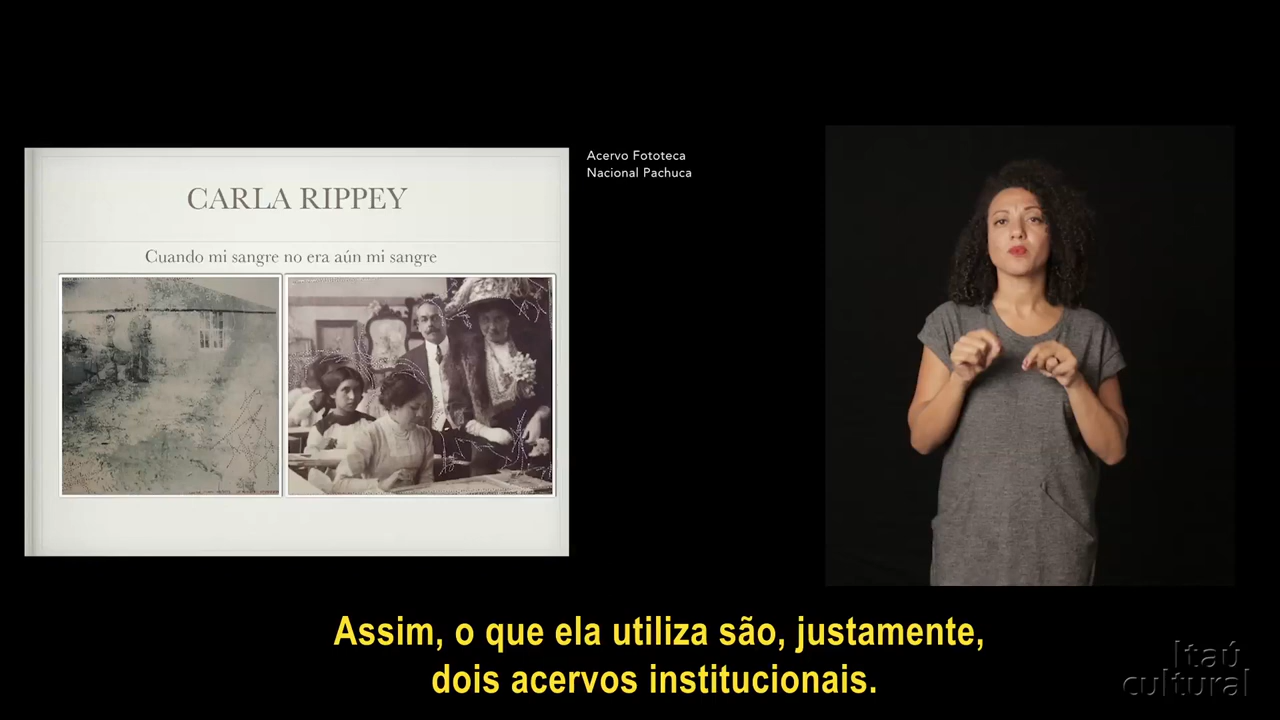 CARLA RIPPEY
Cuando mi sangre no era aún mi sangre
Acervo Fototeca
Nacional Pachuca
Assim, o que ela utiliza são, justamente,
dois acervos institucionais.
Itaú
cultural